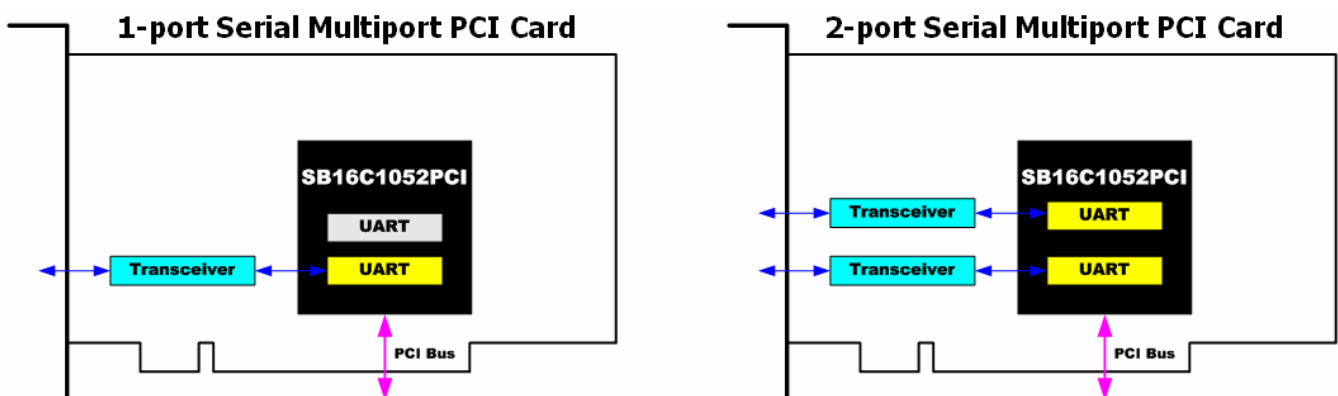 1-port Serial Multiport PCI Card
SB16C1052PCI
UART
Transceiver
UART
PCI Bus
2-port Serial Multiport PCI Card
SB16C1052PCI
Transceiver
UART
Transceiver
UART
PCI Bus